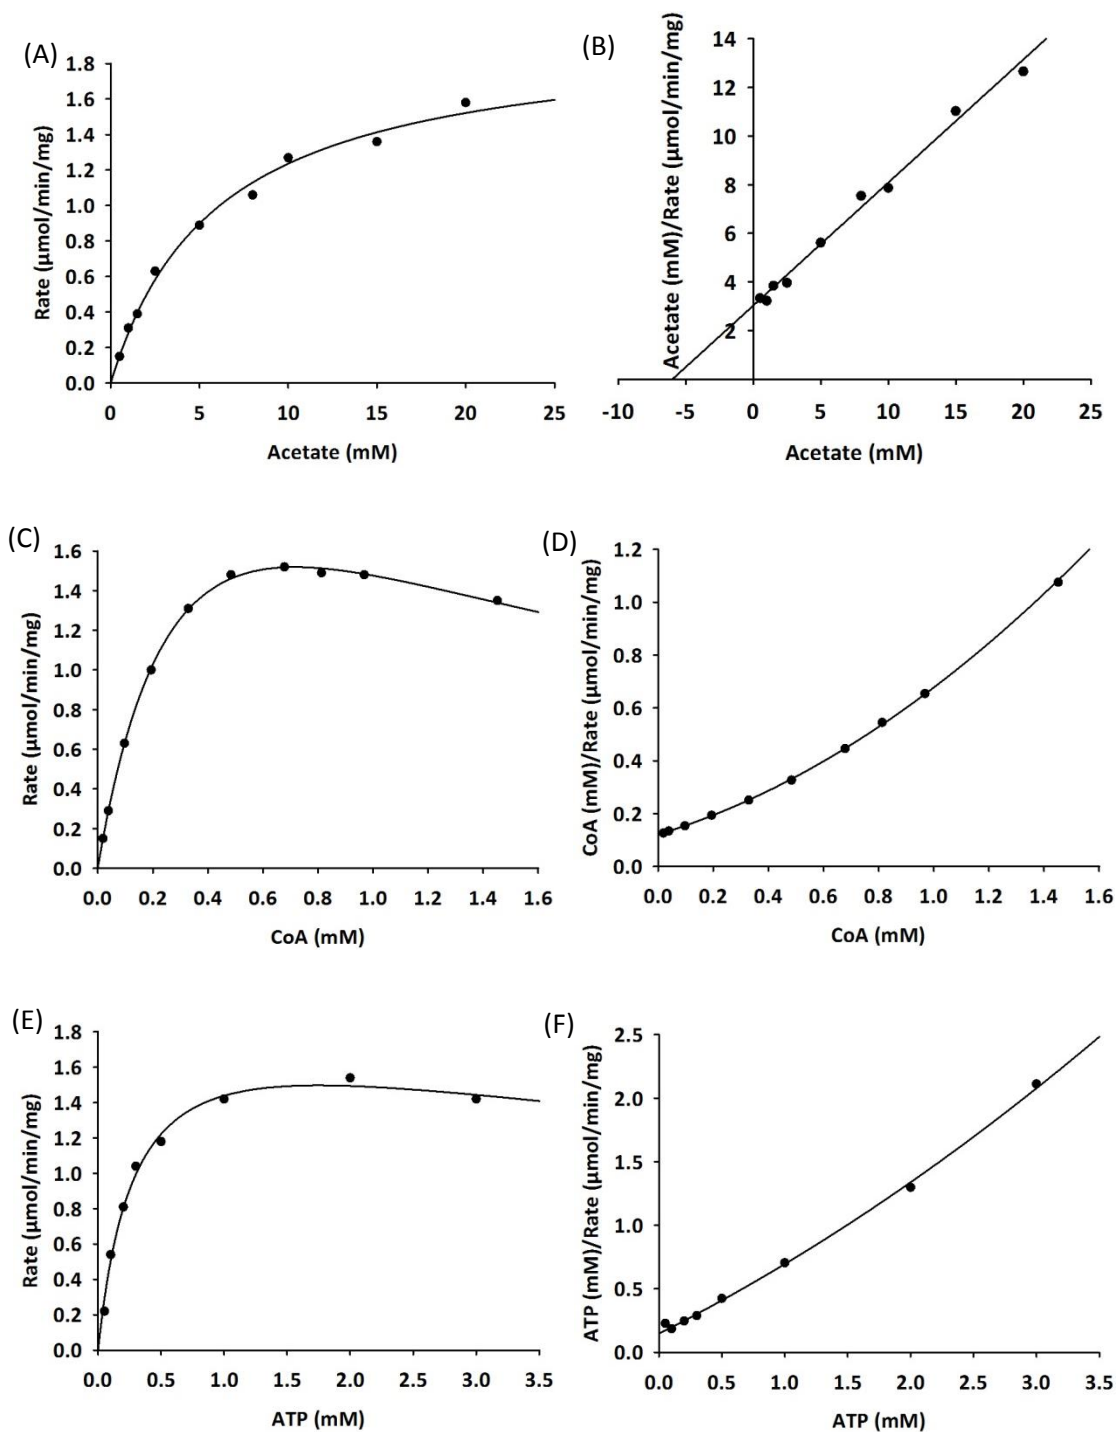 (A)
Rate (µmol/min/mg)
1.8
1.6
1.4
1.2
1.0
0.8
0.6
0.4
0.2
0.0
0 5 10 15 20 25
Acetate (mM)
(B)
Acetate (mM)/Rate (µmol/min/mg)
14
12
10
8
6
4
2
-10 -5 0 5 10 15 20 25
Acetate (mM)
(C)
Rate (µmol/min/mg)
1.6
1.4
1.2
1.0
0.8
0.6
0.4
0.2
0.0
0.0 0.2 0.4 0.6 0.8 1.0 1.2 1.4 1.6
CoA (mM)
(D)
CoA (mM)/Rate (µmol/min/mg)
1.2
1.0
0.8
0.6
0.4
0.2
0.0
0.0 0.2 0.4 0.6 0.8 1.0 1.2 1.4 1.6
CoA (mM)
(E)
Rate (µmol/min/mg)
1.8
1.6
1.4
1.2
1.0
0.8
0.6
0.4
0.2
0.0
0.0 0.5 1.0 1.5 2.0 2.5 3.0 3.5
ATP (mM)
(F)
ATP (mM)/Rate (µmol/min/mg)
2.5
2.0
1.5
1.0
0.5
0.0
0.0 0.5 1.0 1.5 2.0 2.5 3.0 3.5
ATP (mM)